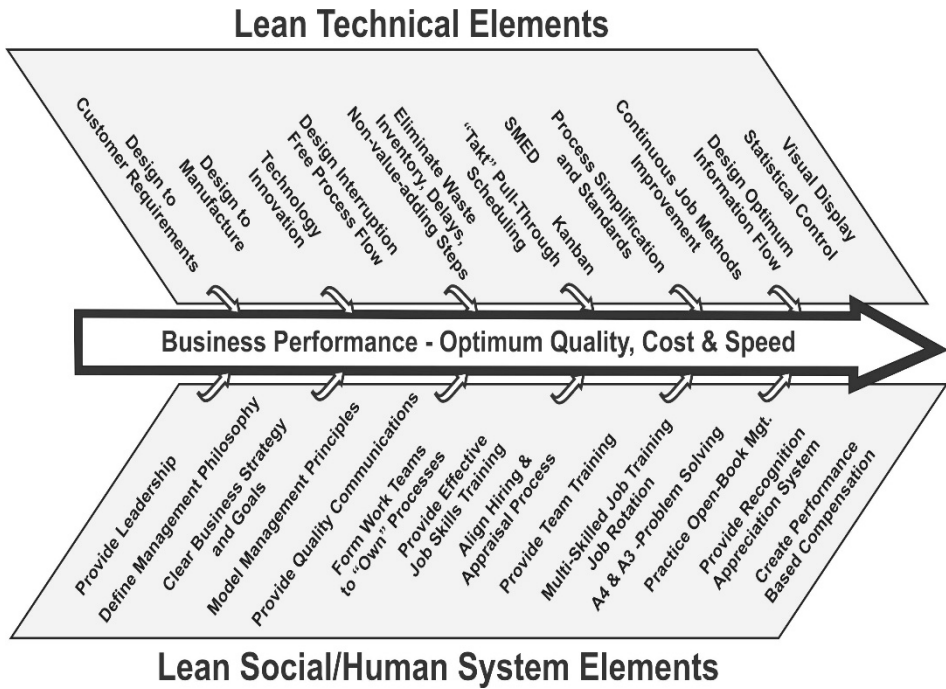 Lean Technical Elements
Design to
Customer Requirements
Design to
Manufacture
Technology
Innovation
Design Interruption
Free Process Flow
Eliminate Waste
Inventory, Delays,
Non-value-adding Steps
“Takt” Pull-Through
Scheduling
SMED
Kanban
Process Simplification
and Standards
Continuous Job Methods
Improvement
Design Optimum
Information Flow
Visual Display
Statistical Control
Business Performance - Optimum Quality, Cost & Speed
Provide Leadership
Define Management Philosophy
Clear Business Strategy
and Goals
Model Management Principles
Provide Quality Communications
Form Work Teams
to “Own” Processes
Provide Effective
Job Skills Training
Align Hiring &
Appraisal Process
Provide Team Training
Multi-Skilled Job Training
Job Rotation
A4 & A3 -Problem Solving
Practice Open-Book Mgt.
Provide Recognition
Appreciation System
Create Performance
Based Compensation
Lean Social/Human System Elements